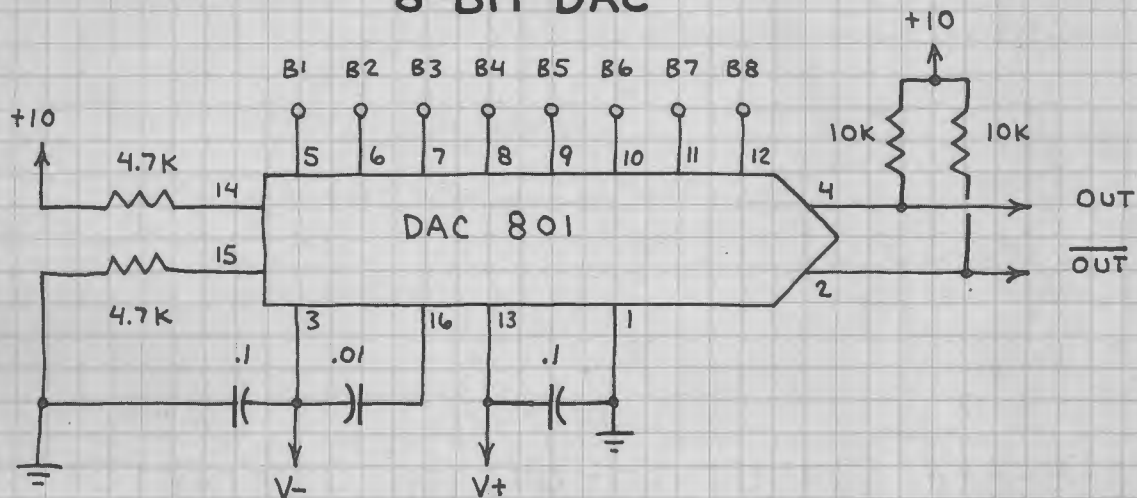 8 BIT DAC
+10
B1 B2 B3 B4 B5 B6 B7 B8
+10
10K 10K
4.7K
14
5 6 7 8 9 10 11 12
4
OUT
DAC 801
15
OUT
2
4.7K
3 16 13 1
.1 .01 .1
V- V+